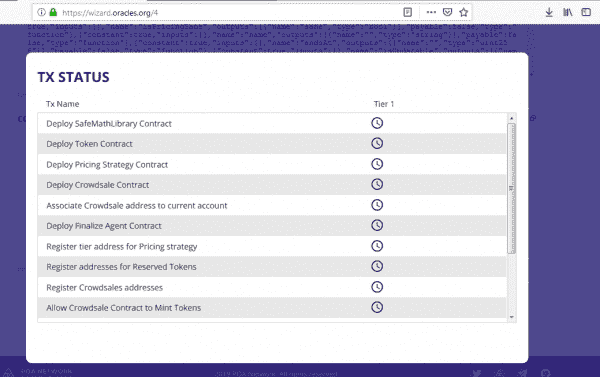 https://wizard.oracles.org/4
TX STATUS
Tx Name Tier 1
Deploy SafeMathLibrary Contract
Deploy Token Contract
Deploy Pricing Strategy Contract
Deploy Crowdsale Contract
Associate Crowdsale address to current account
Deploy Finalize Agent Contract
Register tier address for Pricing strategy
Register addresses for Reserved Tokens
Register Crowdsales addresses
Allow Crowdsale Contract to Mint Tokens
POA NETWORK